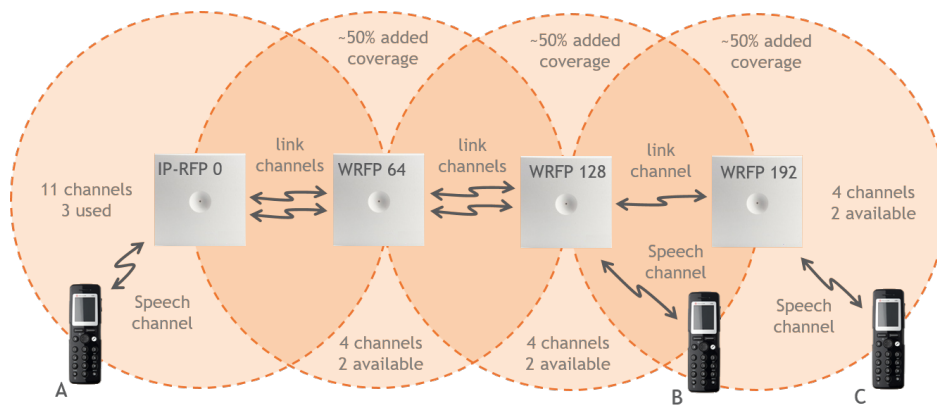 ~50% added
coverage
~50% added
coverage
~50% added
coverage
IP-RFP 0
link
channels
WRFP 64
link
channels
WRFP 128
link
channel
WRFP 192
11 channels
3 used
4 channels
2 available
Speech
channel
Speech
channel
Speech
channel
4 channels
2 available
4 channels
2 available
A
B
C